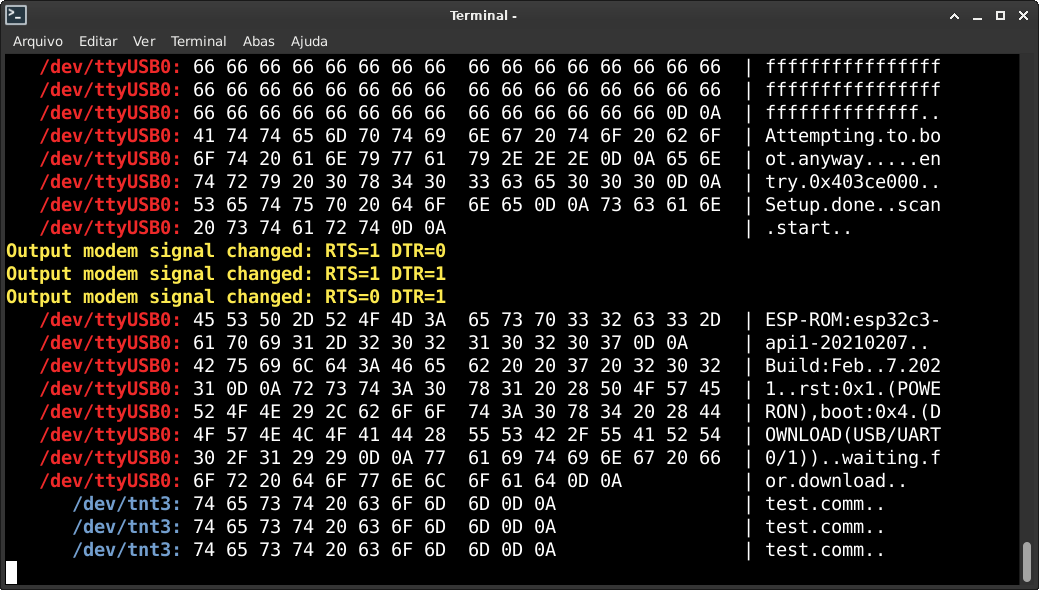 Terminal -
Arquivo Editar Ver Terminal Abas Ajuda
/dev/ttyUSB0: 66 66 66 66 66 66 66 66  66 66 66 66 66 66 66 66 | ffffffffffffffff
/dev/ttyUSB0: 66 66 66 66 66 66 66 66  66 66 66 66 66 66 66 66 | ffffffffffffffff
/dev/ttyUSB0: 66 66 66 66 66 66 66 66  66 66 66 66 66 66 0D 0A | ffffffffffffff..
/dev/ttyUSB0: 41 74 74 65 6D 70 74 69  6E 67 20 74 6F 20 62 6F | Attempting.to.bo
/dev/ttyUSB0: 6F 74 20 61 6E 79 77 61  79 2E 2E 2E 0D 0A 65 6E | ot.anyway.....en
/dev/ttyUSB0: 74 72 79 20 30 78 34 30  33 63 65 30 30 30 0D 0A | try.0x403ce000..
/dev/ttyUSB0: 53 65 74 75 70 20 64 6F  6E 65 0D 0A 73 63 61 6E | Setup.done..scan
/dev/ttyUSB0: 20 73 74 61 72 74 0D 0A | .start..
Output modem signal changed: RTS=1 DTR=0
Output modem signal changed: RTS=1 DTR=1
Output modem signal changed: RTS=0 DTR=1
/dev/ttyUSB0: 45 53 50 2D 52 4F 4D 3A  65 73 70 33 32 63 33 2D | ESP-ROM:esp32c3-
/dev/ttyUSB0: 61 70 69 31 2D 32 30 32  31 30 32 30 37 0D 0A | api1-20210207..
/dev/ttyUSB0: 42 75 69 6C 64 3A 46 65  62 20 20 37 20 32 30 32 | Build:Feb..7.202
/dev/ttyUSB0: 31 0D 0A 72 73 74 3A 30  78 31 20 28 50 4F 57 45 | 1..rst:0x1.(POWE
/dev/ttyUSB0: 52 4F 4E 29 2C 62 6F 6F  74 3A 30 78 34 20 28 44 | RON),boot:0x4.(D
/dev/ttyUSB0: 4F 57 4E 4C 4F 41 44 28  55 53 42 2F 55 41 52 54 | OWNLOAD(USB/UART
/dev/ttyUSB0: 30 2F 31 29 29 0D 0A 77  61 69 74 69 6E 67 20 66 | 0/1))..waiting.f
/dev/ttyUSB0: 6F 72 20 64 6F 77 6E 6C  6F 61 64 0D 0A | or.download..
/dev/tnt3: 74 65 73 74 20 63 6F 6D  6D 0D 0A | test.comm..
/dev/tnt3: 74 65 73 74 20 63 6F 6D  6D 0D 0A | test.comm..
/dev/tnt3: 74 65 73 74 20 63 6F 6D  6D 0D 0A | test.comm..